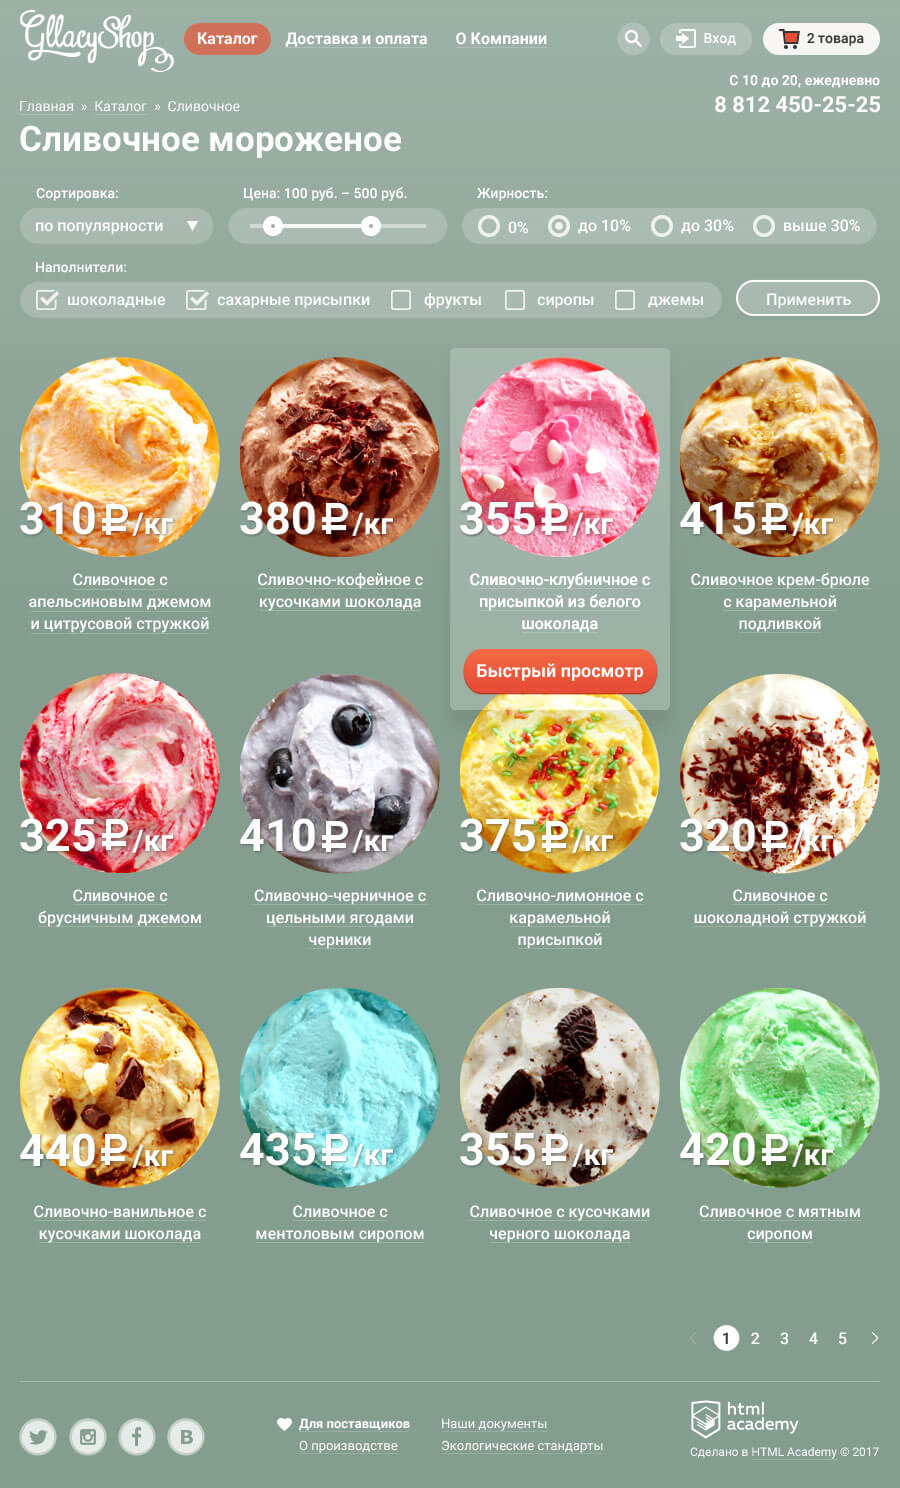 Gllacy Shop
Каталог
Доставка и оплата
О Компании
Вход
2 товара
С 10 до 20, ежедневно
8 812 450-25-25
Главная » Каталог » Сливочное
Сливочное мороженое
Сортировка:
Цена: 100 руб. – 500 руб.
Жирность:
по популярности
0%
до 10%
до 30%
выше 30%
Наполнители:
шоколадные
сахарные присыпки
фрукты
сиропы
джемы
Применить
310₽/кг
380₽/кг
355₽/кг
415₽/кг
Сливочное с
апельсиновым джемом
и цитрусовой стружкой
Сливочно-кофейное с
кусочками шоколада
Сливочно-клубничное с
присыпкой из белого
шоколада
Сливочное крем-брюле
с карамельной
подливкой
Быстрый просмотр
325₽/кг
410₽/кг
375₽/кг
320₽/кг
Сливочное с
брусничным джемом
Сливочно-черничное с
цельными ягодами
черники
Сливочно-лимонное с
карамельной
присыпкой
Сливочное с
шоколадной стружкой
440₽/кг
435₽/кг
355₽/кг
420₽/кг
Сливочно-ванильное с
кусочками шоколада
Сливочное с
ментоловым сиропом
Сливочное с кусочками
черного шоколада
Сливочное с мятным
сиропом
1 2 3 4 5
В
Для поставщиков
О производстве
Наши документы
Экологические стандарты
html
academy
Сделано в HTML Academy © 2017